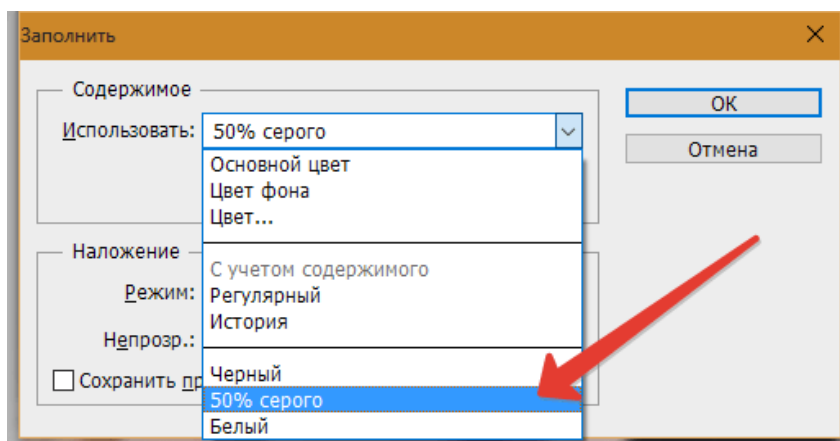 Заполнить
Содержимое
Использовать: 50% серого
OK
Отмена
Основной цвет
Цвет фона
Цвет...
Наложение
С учетом содержимого
Режим:
Регулярный
История
Непрозр.:
Черный
Сохранить
50% серого
Белый